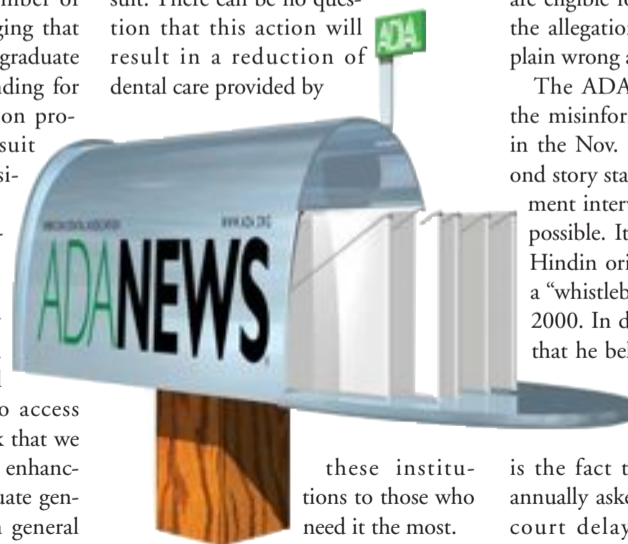 mber of
ging that
graduate
nding for
on pro-
suit
si-
o access
k that we
enhanc-
uate gen-
general
suit. There can be no ques-
tion that this action will
result in a reduction of
dental care provided by
ADA.
WWW.ADA.ORG
ADANEWS
these institu-
tions to those who
need it the most.
are eligible fo
the allegation
plain wrong a
The ADA
the misinfor
in the Nov.
ond story sta
ment interv
possible. It
Hindin ori
a “whistleb
2000. In d
that he bel
is the fact t
annually aske
court delay